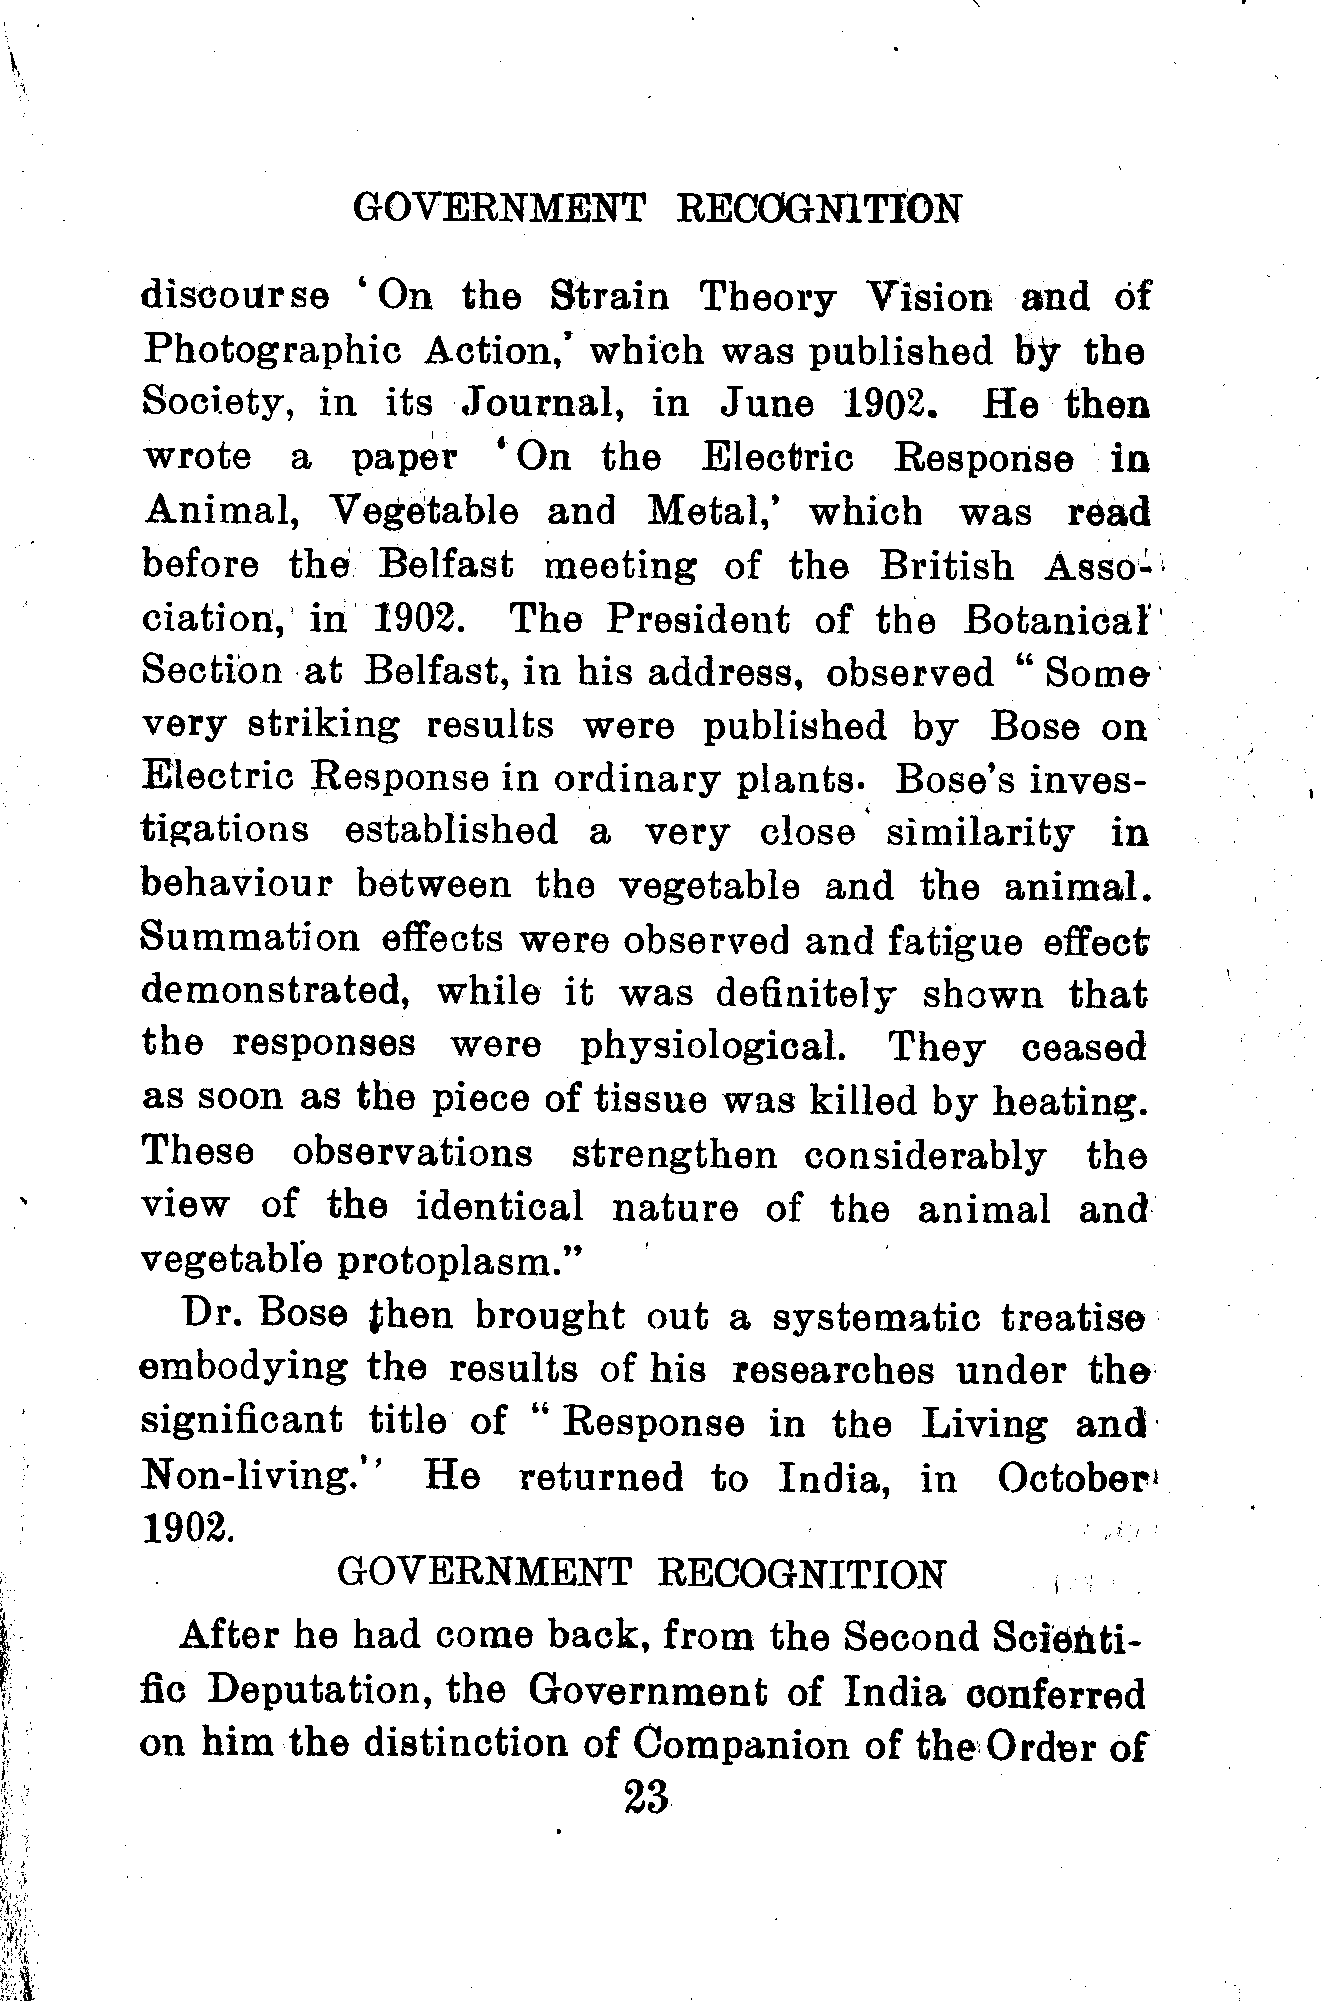 GOVERNMENT RECOGNITION
discourse ‘ On the Strain Theory Vision and of
Photographic Action,’ which was published by the
Society, in its Journal, in June 1902. He then
wrote a paper ‘ On the Electric Response in
Animal, Vegetable and Metal,’ which was read
before the Belfast meeting of the British Asso-
ciation, in 1902. The President of the Botanical
Section at Belfast, in his address, observed “ Some
very striking results were published by Bose on
Electric Response in ordinary plants. Bose’s inves-
tigations established a very close similarity in
behaviour between the vegetable and the animal.
Summation effects were observed and fatigue effect
demonstrated, while it was definitely shown that
the responses were physiological. They ceased
as soon as the piece of tissue was killed by heating.
These observations strengthen considerably the
view of the identical nature of the animal and
vegetable protoplasm.”
Dr. Bose then brought out a systematic treatise
embodying the results of his researches under the
significant title of “ Response in the Living and
Non-living.” He returned to India, in October
1902.
GOVERNMENT RECOGNITION
After he had come back, from the Second Scienti-
fic Deputation, the Government of India conferred
on him the distinction of Companion of the Order of
23